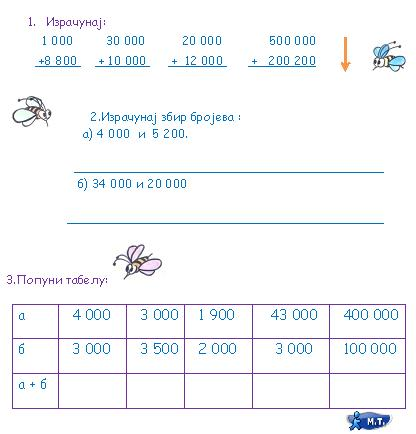 1. Израчунај:
1 000 30 000 20 000 500 000
+8 800 + 10 000 + 12 000 + 200 200
2.Израчунај збир бројева :
а) 4 000 и 5 200.
б) 34 000 и 20 000
3.Попуни табелу:
а 4 000 3 000 1 900 43 000 400 000
б 3 000 3 500 2 000 3 000 100 000
а + б
М.Т.